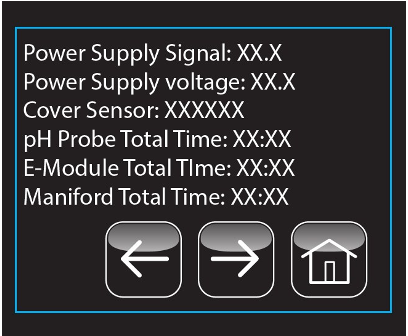 Power Supply Signal: XX.X
Power Supply voltage: XX.X
Cover Sensor: XXXXXX
pH Probe Total Time: XX:XX
E-Module Total TIme: XX:XX
Maniford Total Time: XX:XX